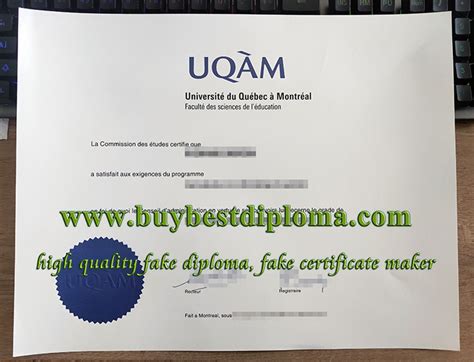 UQÀM
Université du Québec à Montréal
Faculté des sciences de l'éducation
La Commission des études certifie que
a satisfait aux exigences du programme
www.buybestdiploma.com
high quality fake diploma, fake certificate maker
UQÀM
Recteur
Registraire
Fait à Montréal, sous